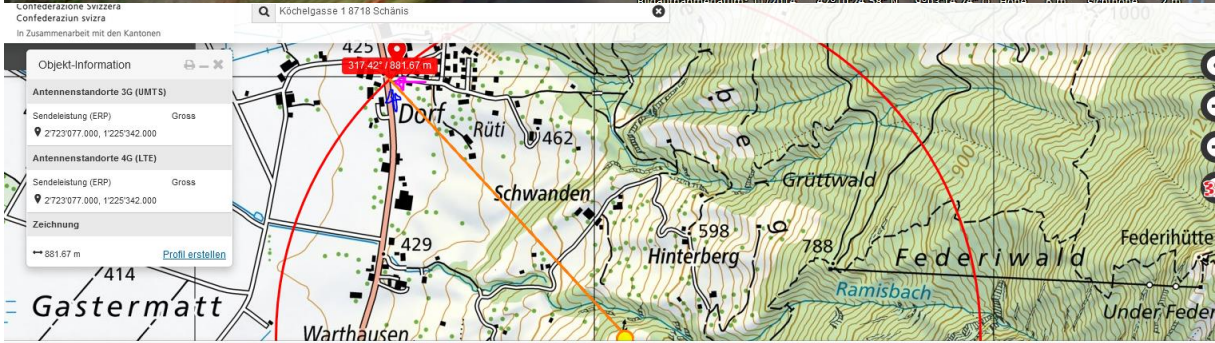 Confederazione Svizzera
Confederaziun svizra
In Zusammenarbeit mit den Kantonen
Köchelgasse 1 8718 Schänis
1000
Objekt-Information
Antennenstandorte 3G (UMTS)
Sendeleistung (ERP) Gross
2'723'077.000, 1'225'342.000
Antennenstandorte 4G (LTE)
Sendeleistung (ERP) Gross
2'723'077.000, 1'225'342.000
Zeichnung
881.67 m Profil erstellen
425
317.42° / 881.67 m
Dorf
Rüti
462
b
e
r
g
900
Grüttwald
Schwanden
598
Hinterberg
788
Federiwald
Federihütte
429
414
Gastermatt
Ramisbach
Under Feder
Warthausen